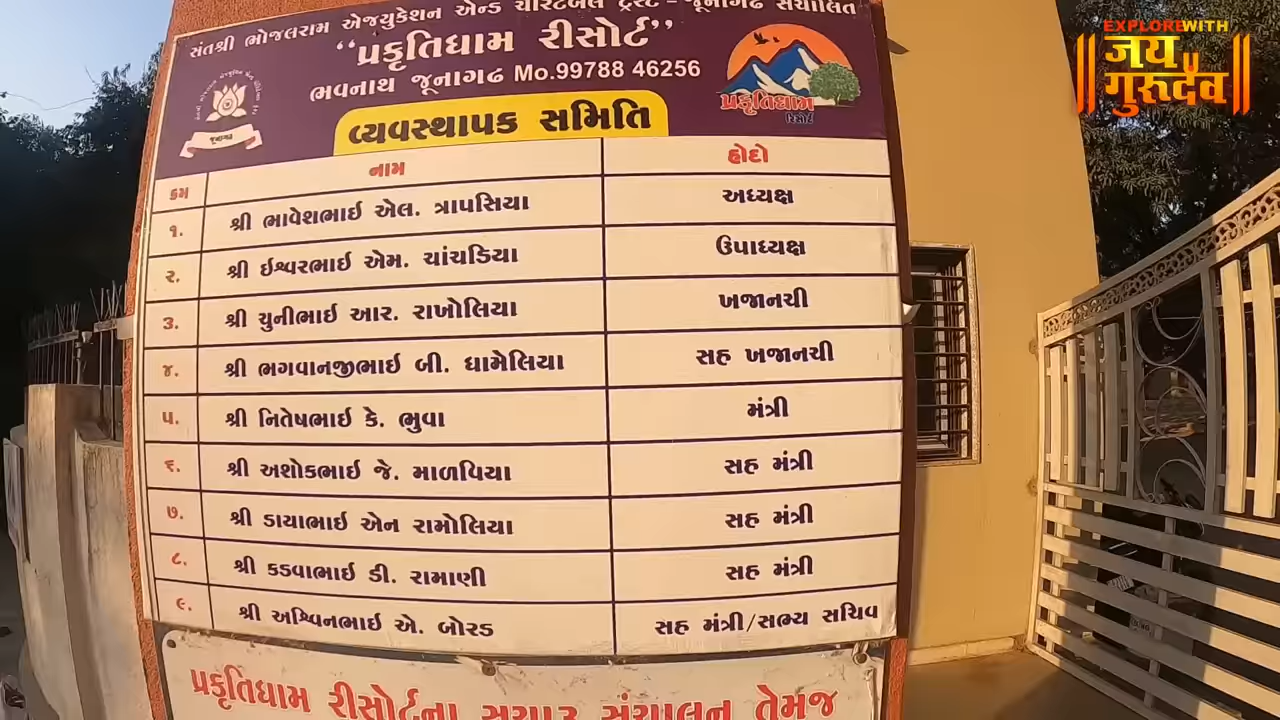 સંતશ્રી ભોજલરામ એજયુકેશન એન્ડ ચેરિટેબલ ટ્રસ્ટ - જૂનાગઢ સંચાલિત
“પ્રકૃતિધામ રીસોર્ટ”
ભવનાથ જૂનાગઢ Mo.99788 46256
જૂનાગઢ
પ્રકૃતિધામ
રિસોર્ટ
વ્યવસ્થાપક સમિતિ
ક્રમ નામ હોદો
૧. શ્રી ભાવેશભાઈ એલ. ત્રાપસિયા અધ્યક્ષ
૨. શ્રી ઈશ્વરભાઈ એમ. ચાંચડિયા ઉપાધ્યક્ષ
૩. શ્રી ચુનીભાઈ આર. રાખોલિયા ખજાનચી
૪. શ્રી ભગવાનજીભાઈ બી. ધામેલિયા સહ ખજાનચી
૫. શ્રી નિતેષભાઈ કે. ભુવા મંત્રી
૬. શ્રી અશોકભાઈ જે. માળવિયા સહ મંત્રી
૭. શ્રી ડાયાભાઈ એન રામોલિયા સહ મંત્રી
૮. શ્રી કડવાભાઈ ડી. રામાણી સહ મંત્રી
૯. શ્રી અશ્વિનભાઈ એ. બોરડ સહ મંત્રી/સભ્ય સચિવ
પ્રકૃતિધામ રીસોર્ટના સુચારૂ સંચાલન તેમજ
EXPLORE WITH
|| जय
गुरुदेव ||